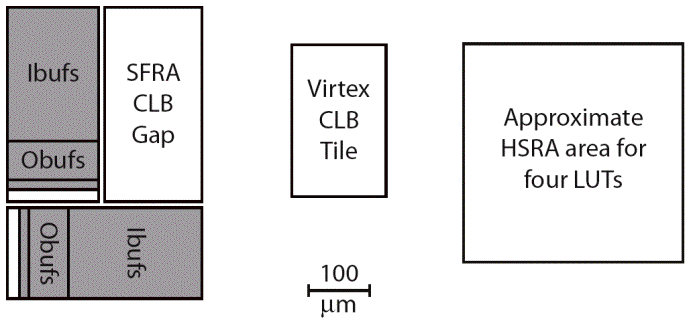 Ibufs
Obufs
SFRA
CLB
Gap
Obufs
Ibufs
Virtex
CLB
Tile
100
µm
Approximate
HSRA area for
four LUTs